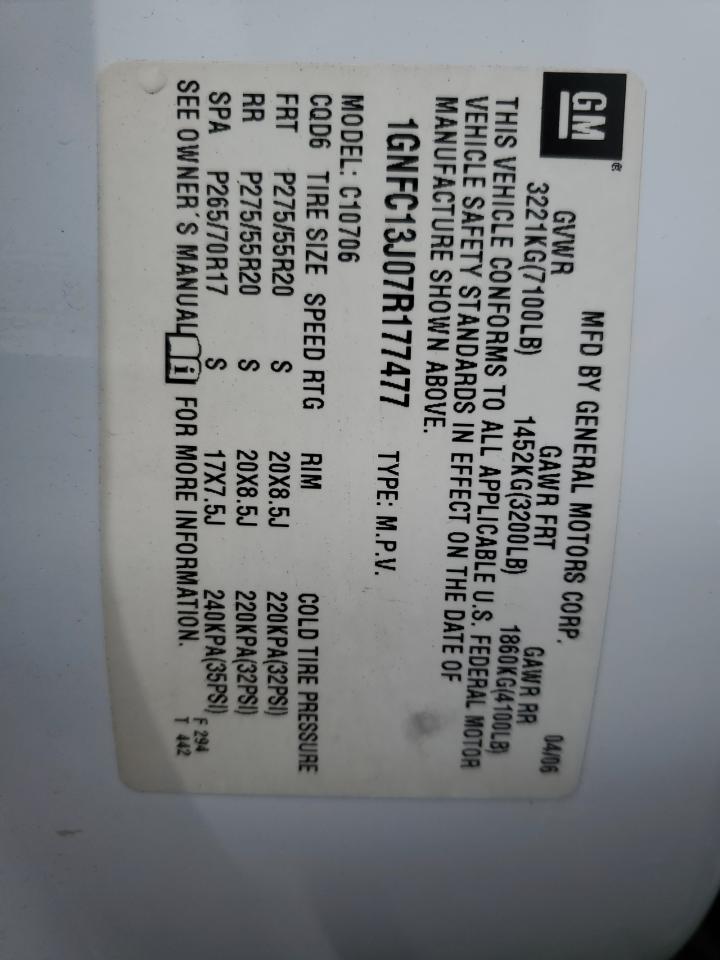 GM®
MFD BY GENERAL MOTORS CORP. 04/06
GVWR GAWR FRT GAWR RR
3221KG(7100LB) 1452KG(3200LB) 1860KG(4100LB)
THIS VEHICLE CONFORMS TO ALL APPLICABLE U.S. FEDERAL MOTOR
VEHICLE SAFETY STANDARDS IN EFFECT ON THE DATE OF
MANUFACTURE SHOWN ABOVE.
1GNFC13J07R177477 TYPE: M.P.V.
MODEL: C10706
CQD6 TIRE SIZE SPEED RTG RIM COLD TIRE PRESSURE
FRT P275/55R20 S 20X8.5J 220KPA(32PSI)
RR P275/55R20 S 20X8.5J 220KPA(32PSI)
SPA P265/70R17 S 17X7.5J 240KPA(35PSI)
SEE OWNER'S MANUAL i FOR MORE INFORMATION.
F 294
T 442